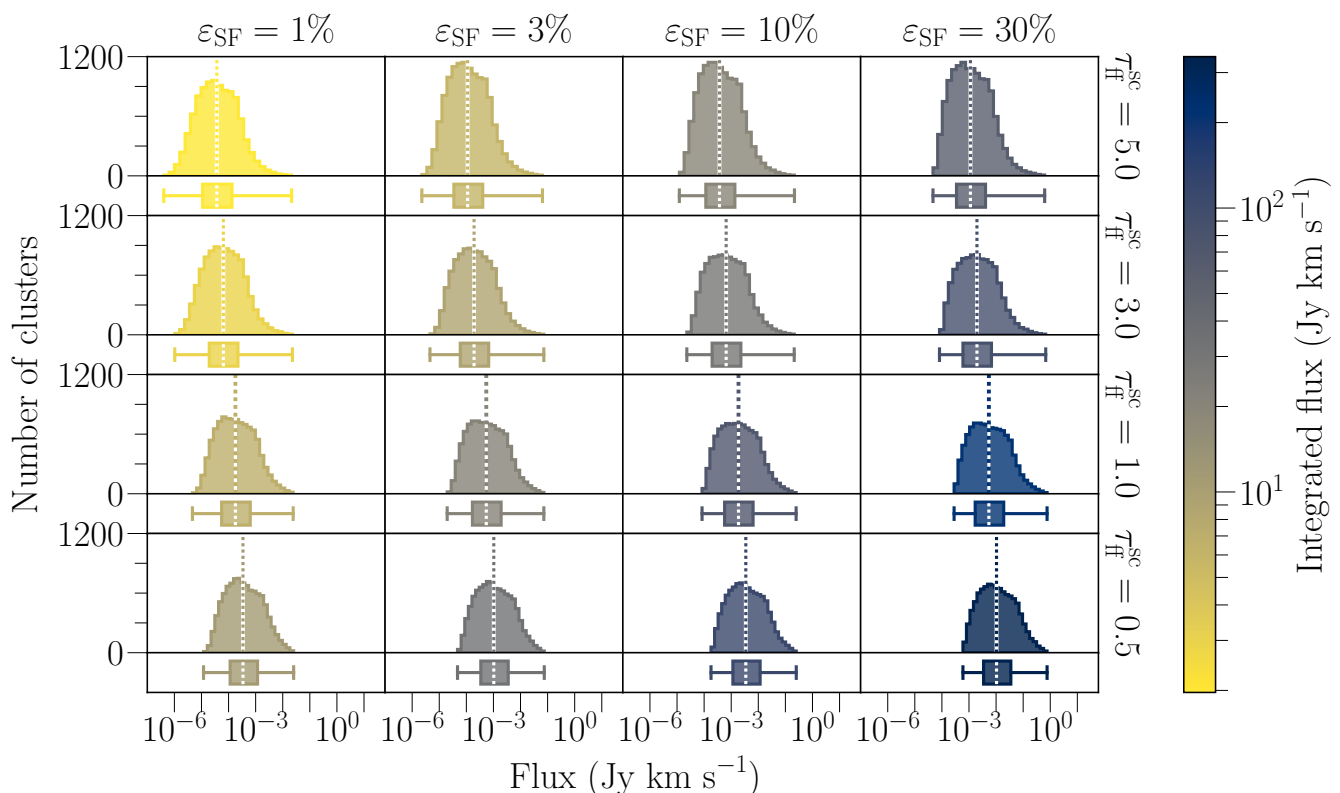 ε_SF = 1% ε_SF = 3% ε_SF = 10% ε_SF = 30%
1200
0
τ_ff^sc = 5.0
1200
0
τ_ff^sc = 3.0
1200
0
τ_ff^sc = 1.0
1200
0
τ_ff^sc = 0.5
Number of clusters
10^−6 10^−3 10^0 10^−6 10^−3 10^0 10^−6 10^−3 10^0 10^−6 10^−3 10^0
Flux (Jy km s^−1)
10^2
10^1
Integrated flux (Jy km s^−1)